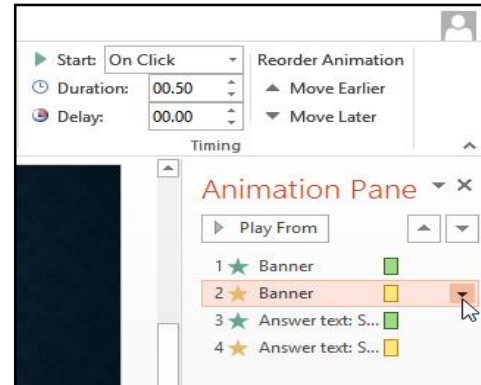 Start: On Click
Reorder Animation
Duration: 00.50
Move Earlier
Delay: 00.00
Move Later
Timing
Animation Pane
Play From
1 Banner
2 Banner
3 Answer text: S...
4 Answer text: S...